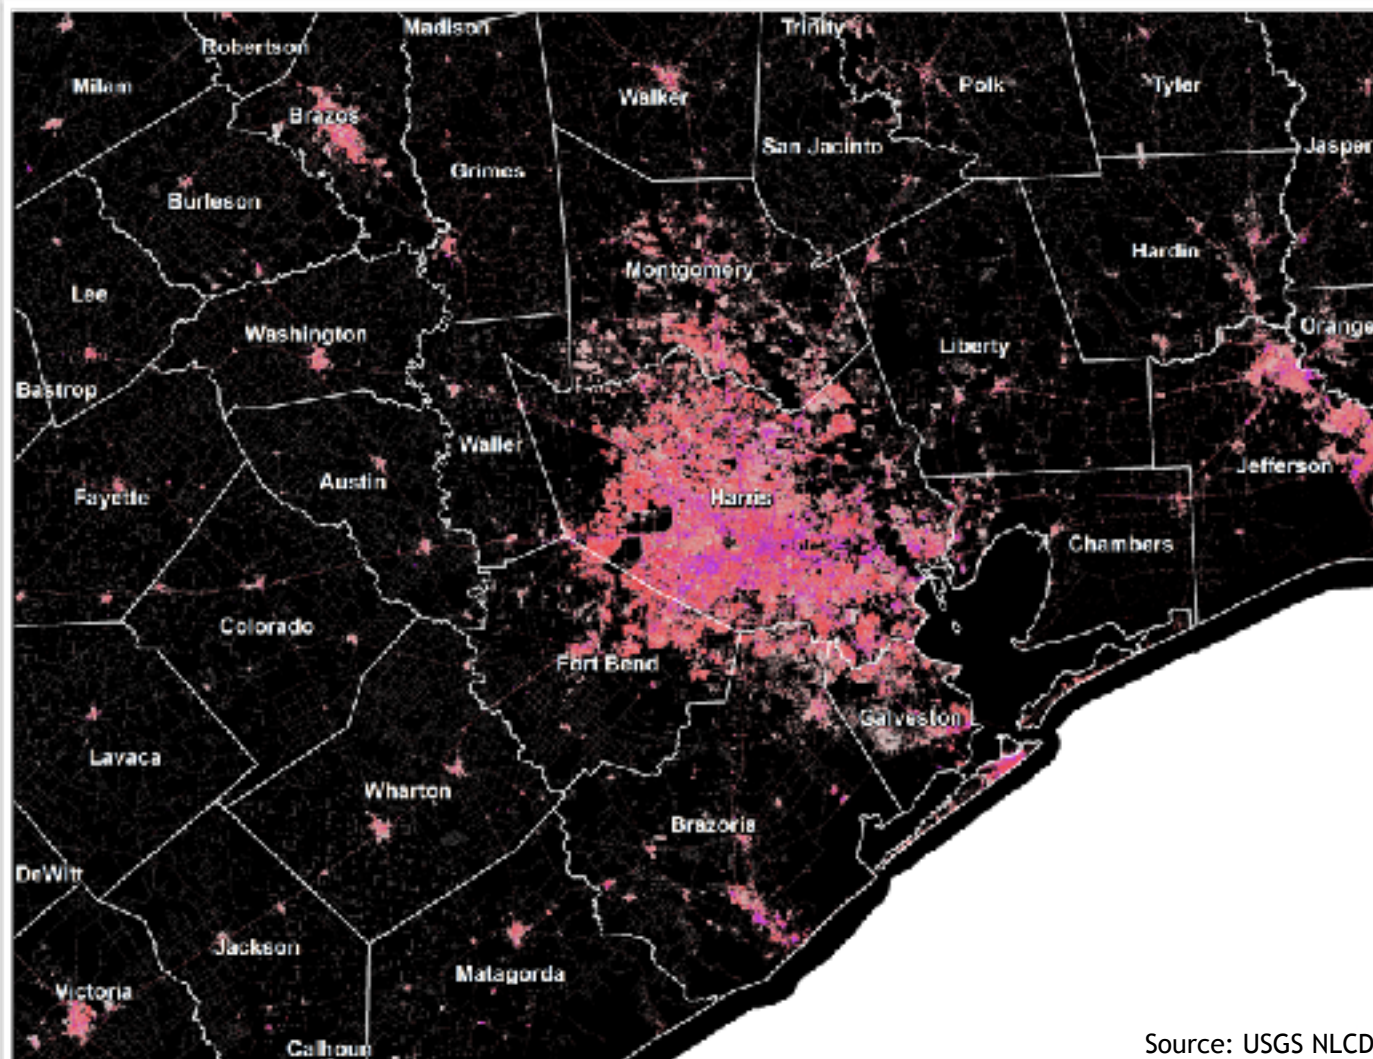 Madison
Trinity
Robertson
Milam
Walker
Polk
Tyler
Brazos
San Jacinto
Jasper
Grimes
Burleson
Hardin
Montgomery
Lee
Orange
Washington
Liberty
Bastrop
Waller
Jefferson
Austin
Fayette
Harris
Chambers
Colorado
Fort Bend
Galveston
Lavaca
Wharton
Brazoria
DeWitt
Jackson
Matagorda
Victoria
Calhoun
Source: USGS NLCD